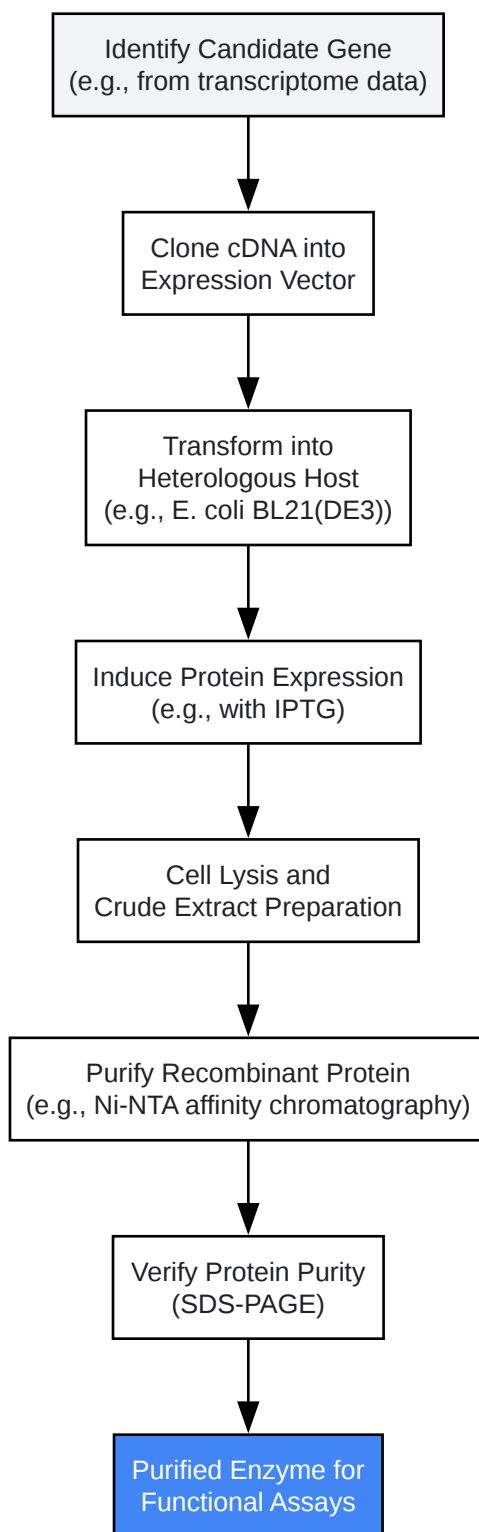 Identify Candidate Gene
(e.g., from transcriptome data)
Clone cDNA into
Expression Vector
Transform into
Heterologous Host
(e.g., E. coli BL21(DE3))
Induce Protein Expression
(e.g., with IPTG)
Cell Lysis and
Crude Extract Preparation
Purify Recombinant Protein
(e.g., Ni-NTA affinity chromatography)
Verify Protein Purity
(SDS-PAGE)
Purified Enzyme for
Functional Assays